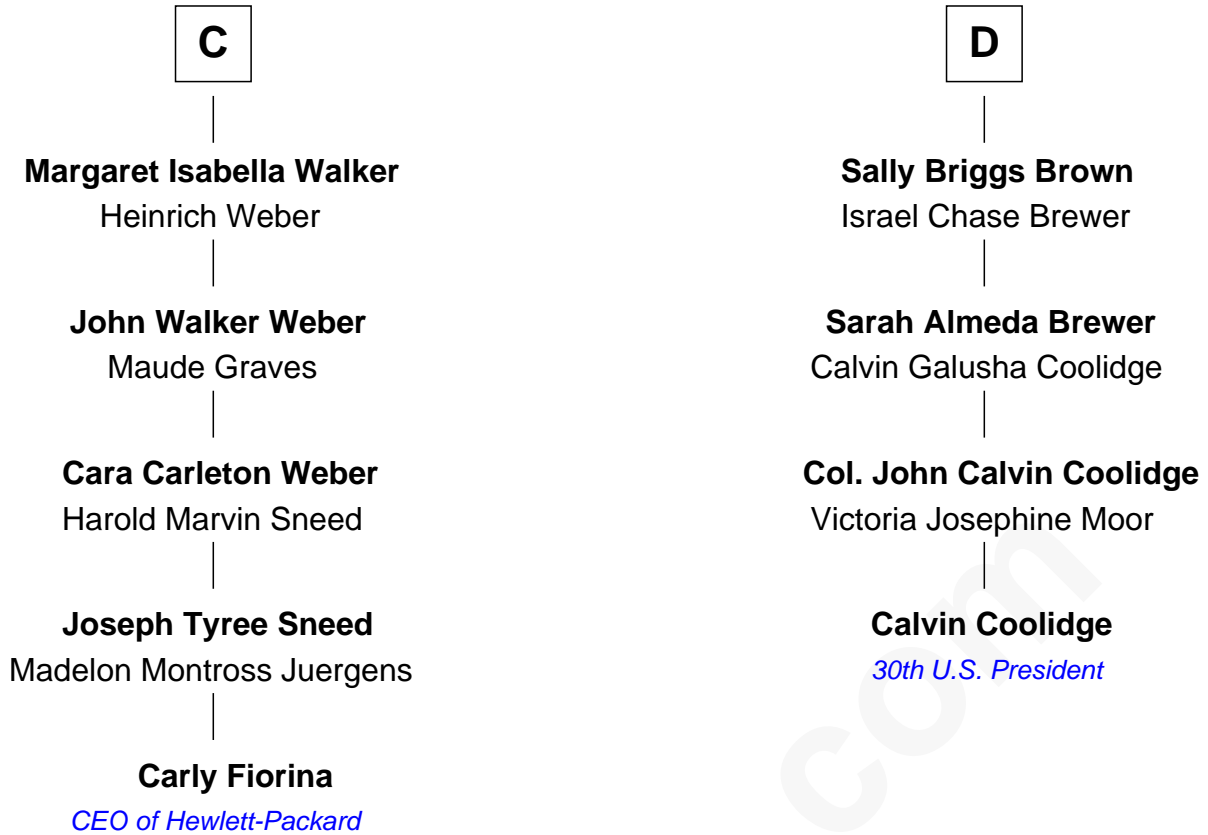 C
Margaret Isabella Walker
Heinrich Weber
John Walker Weber
Maude Graves
Cara Carleton Weber
Harold Marvin Sneed
Joseph Tyree Sneed
Madelon Montross Juergens
Carly Fiorina
CEO of Hewlett-Packard
D
Sally Briggs Brown
Israel Chase Brewer
Sarah Almeda Brewer
Calvin Galusha Coolidge
Col. John Calvin Coolidge
Victoria Josephine Moor
Calvin Coolidge
30th U.S. President
com